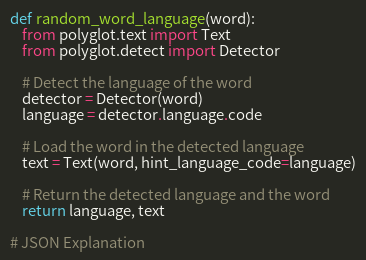 def random_word_language(word):
from polyglot.text import Text
from polyglot.detect import Detector
# Detect the language of the word
detector = Detector(word)
language = detector.language.code
# Load the word in the detected language
text = Text(word, hint_language_code=language)
# Return the detected language and the word
return language, text
# JSON Explanation